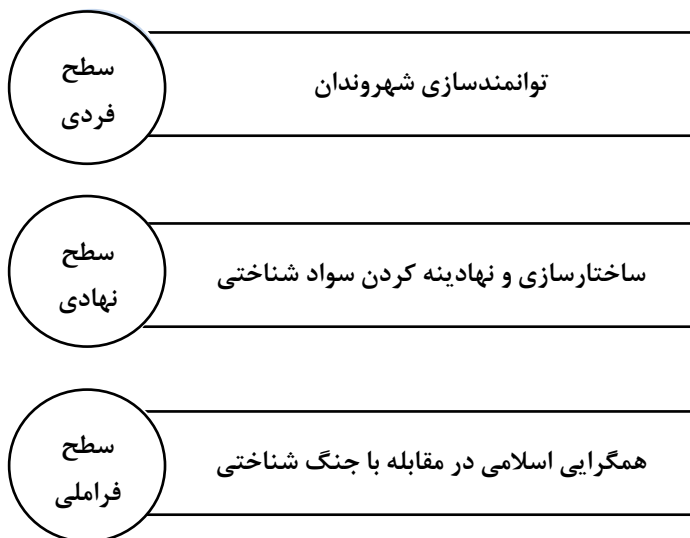 سطح
فردی
توانمندسازی شهروندان
سطح
نهادی
ساختارسازی و نهادینه کردن سواد شناختی
سطح
فراملی
همگرایی اسلامی در مقابله با جنگ شناختی